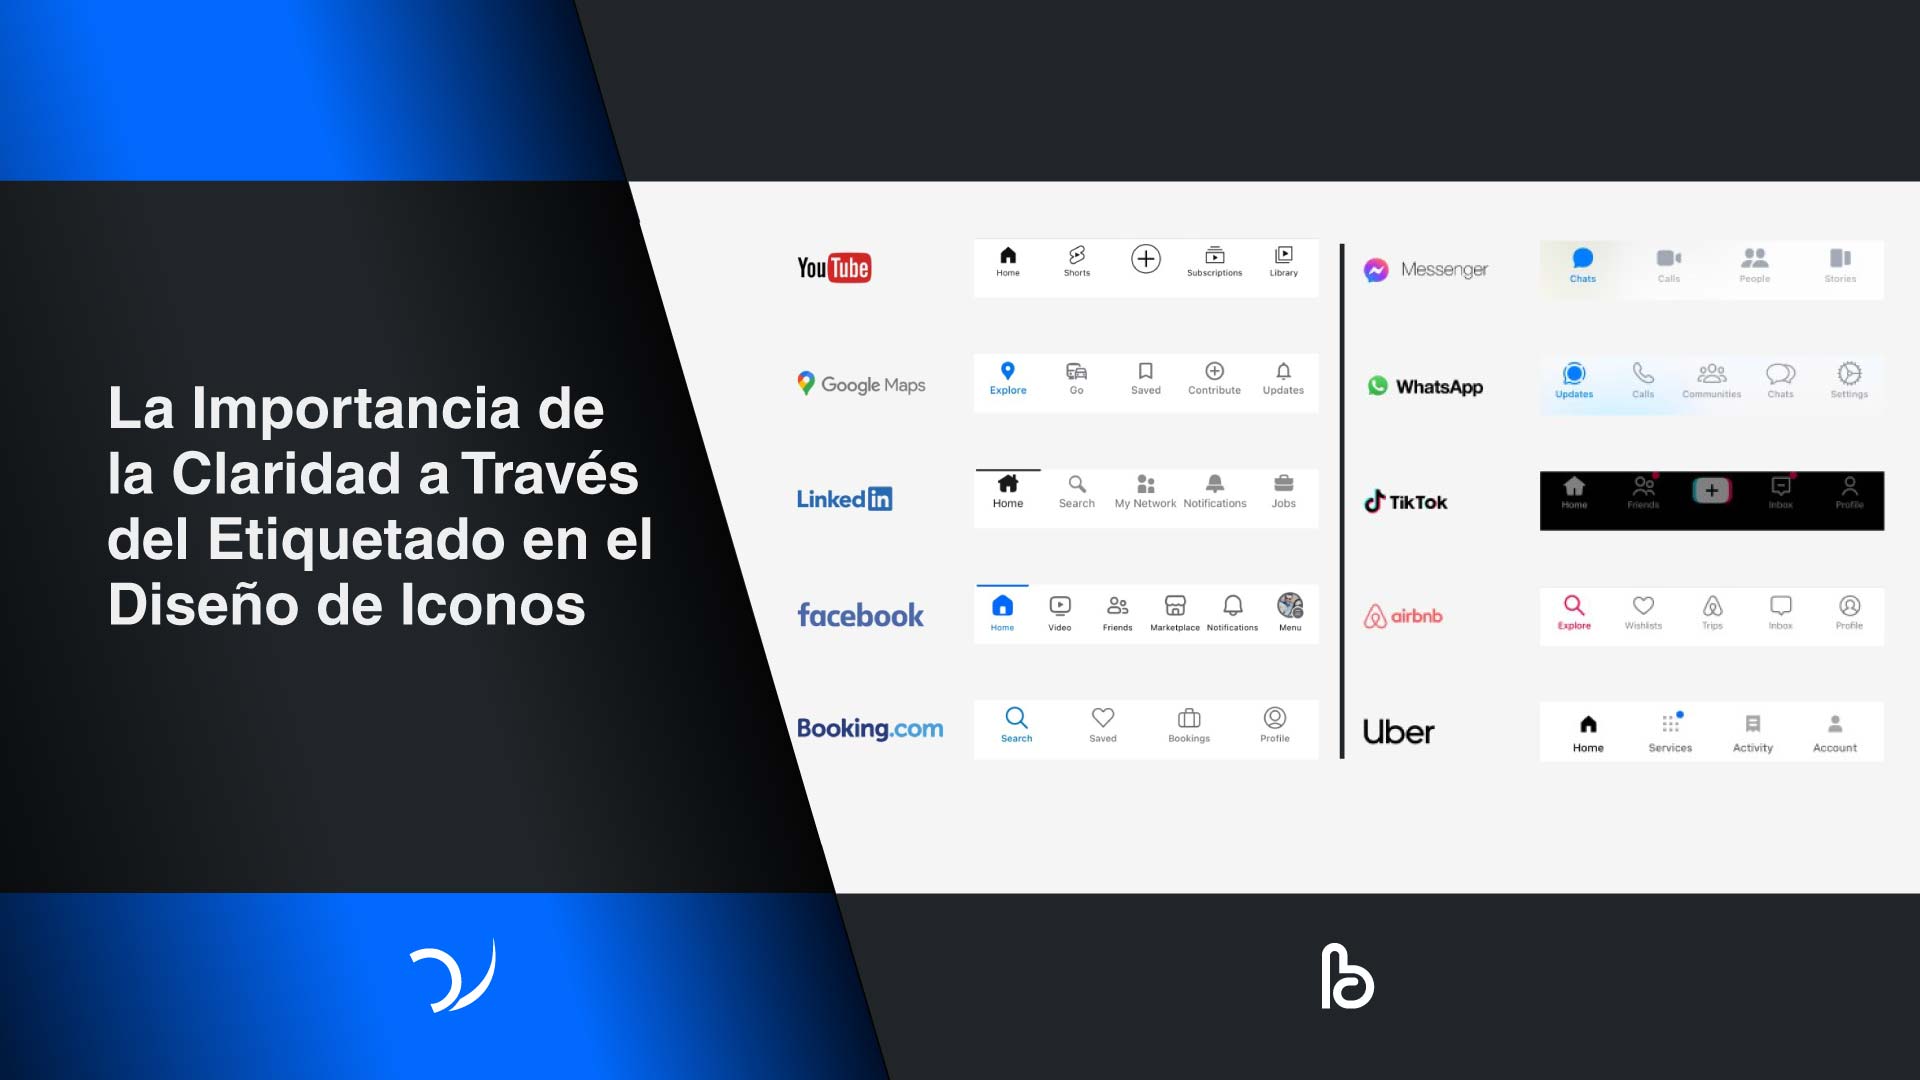 La Importancia de
la Claridad a Través
del Etiquetado en el
Diseño de Iconos
YouTube
Home Shorts Subscriptions Library
Google Maps
Explore Go Saved Contribute Updates
Linkedin
Home Search My Network Notifications Jobs
facebook
Home Video Friends Marketplace Notifications Menu
Booking.com
Search Saved Bookings Profile
Messenger
Chats Calls People Stories
WhatsApp
Updates Calls Communities Chats Settings
TikTok
Home Friends Inbox Profile
airbnb
Explore Wishlists Trips Inbox Profile
Uber
Home Services Activity Account